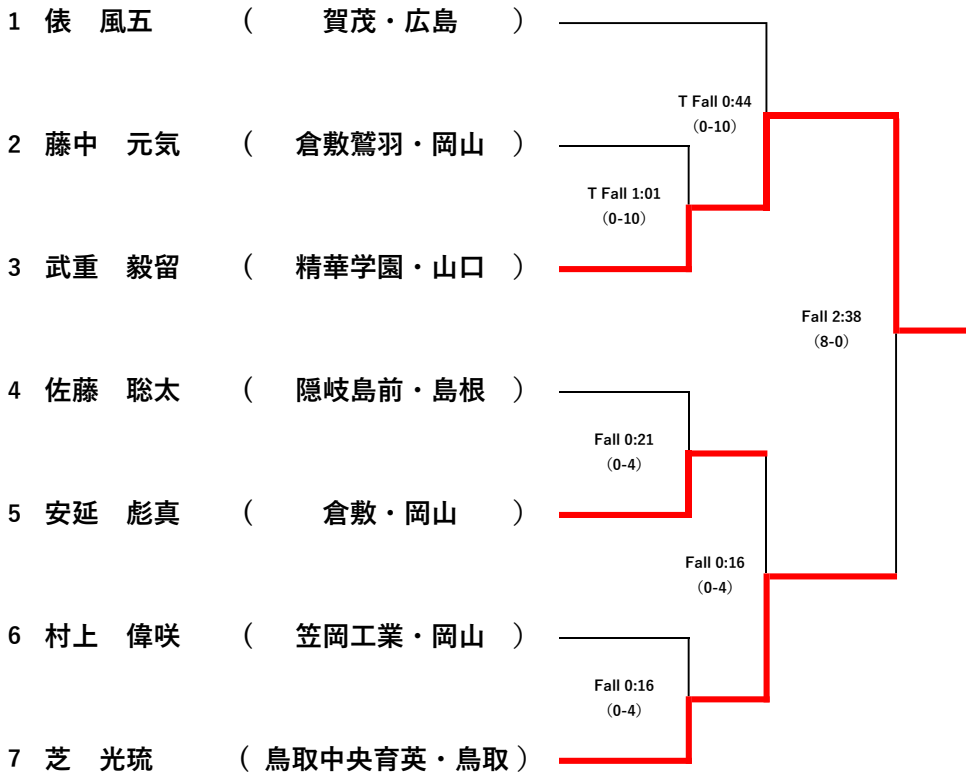 1 俵　風五 （ 賀茂・広島 ）
T Fall 0:44
（0-10）
2 藤中　元気 （ 倉敷鷲羽・岡山 ）
T Fall 1:01
（0-10）
3 武重　毅留 （ 精華学園・山口 ）
Fall 2:38
（8-0）
4 佐藤　聡太 （ 隠岐島前・島根 ）
Fall 0:21
（0-4）
5 安延　彪真 （ 倉敷・岡山 ）
Fall 0:16
（0-4）
6 村上　偉咲 （ 笠岡工業・岡山 ）
Fall 0:16
（0-4）
7 芝　光琉 （ 鳥取中央育英・鳥取 ）